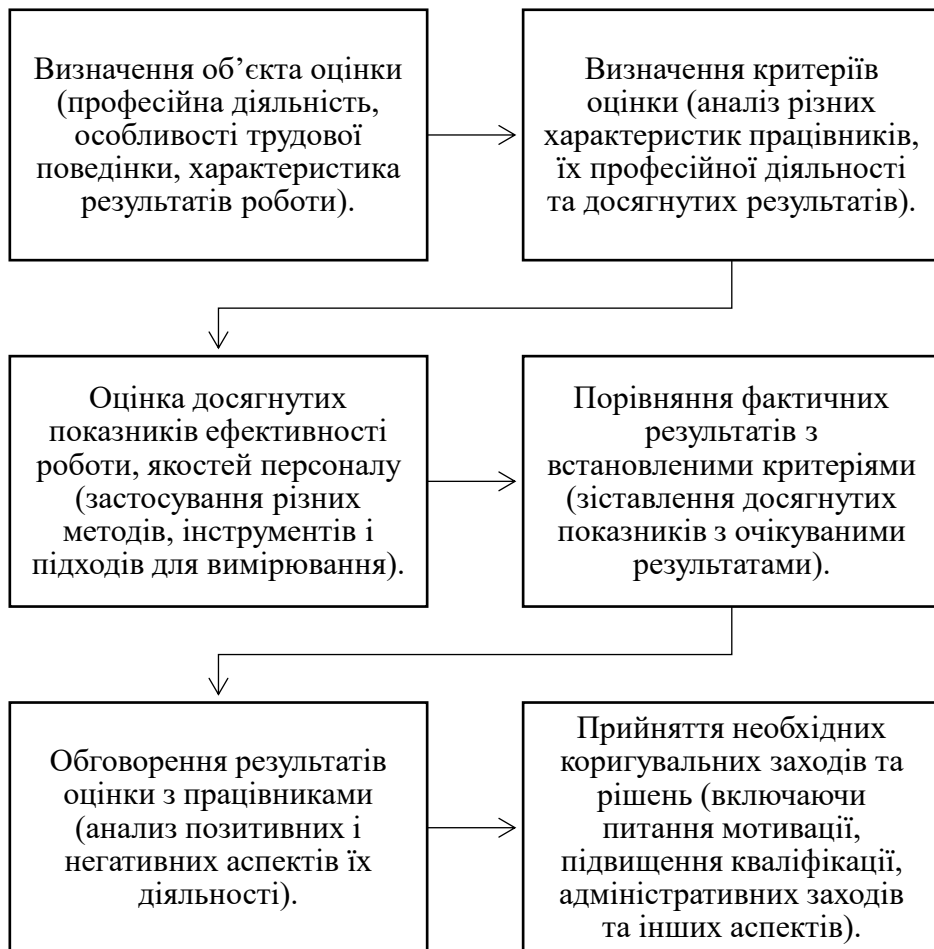 Визначення об’єкта оцінки
(професійна діяльність,
особливості трудової
поведінки, характеристика
результатів роботи).
Визначення критеріїв
оцінки (аналіз різних
характеристик працівників,
їх професійної діяльності
та досягнутих результатів).
Оцінка досягнутих
показників ефективності
роботи, якостей персоналу
(застосування різних
методів, інструментів і
підходів для вимірювання).
Порівняння фактичних
результатів з
встановленими критеріями
(зіставлення досягнутих
показників з очікуваними
результатами).
Обговорення результатів
оцінки з працівниками
(анализ позитивних і
негативних аспектів їх
діяльності).
Прийняття необхідних
коригувальних заходів та
рішень (включаючи
питання мотивації,
підвищення кваліфікації,
адміністративних заходів
та інших аспектів).